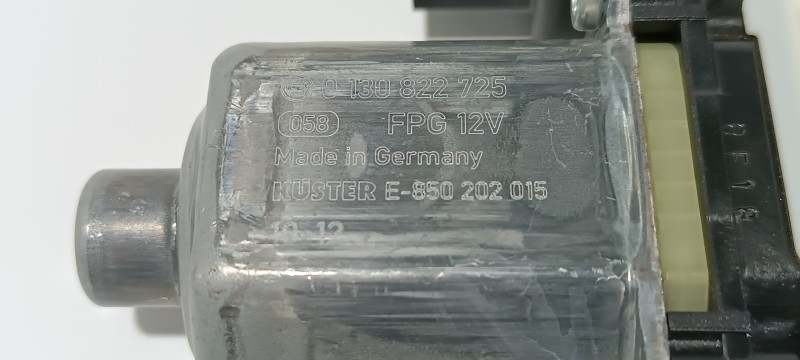 0 130 822 725
058 FPG 12V
Made in Germany
KÜSTER E-850 202 015